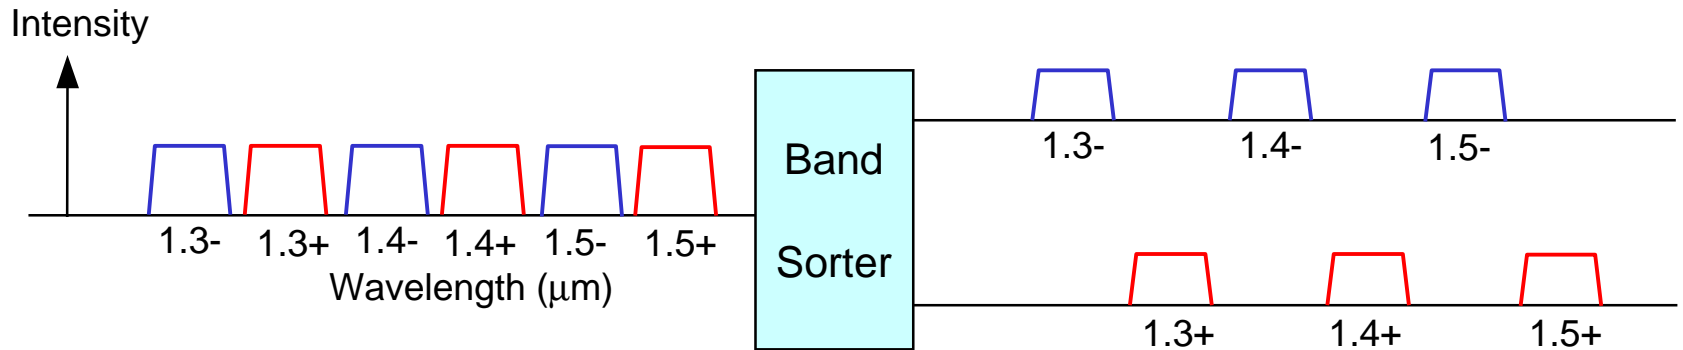 Intensity
1.3- 1.3+ 1.4- 1.4+ 1.5- 1.5+
Wavelength (μm)
Band
Sorter
1.3- 1.4- 1.5-
1.3+ 1.4+ 1.5+